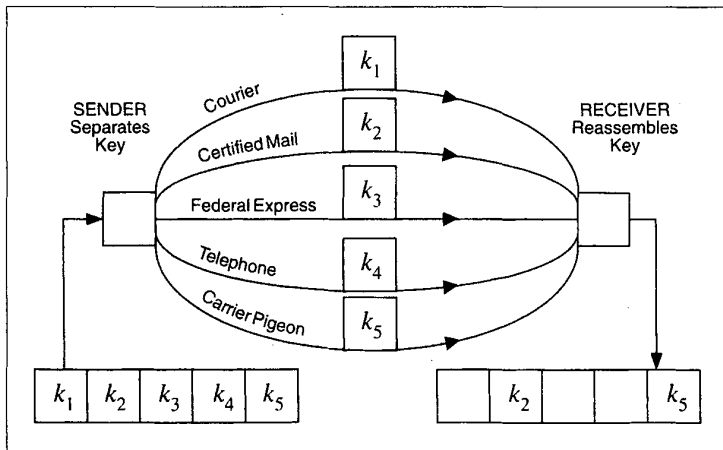 k1
SENDER
Separates
Key
Courier
RECEIVER
Reassembles
Key
k2
Certified Mail
k3
Federal Express
k4
Telephone
k5
Carrier Pigeon
k1 k2 k3 k4 k5
k2 k5